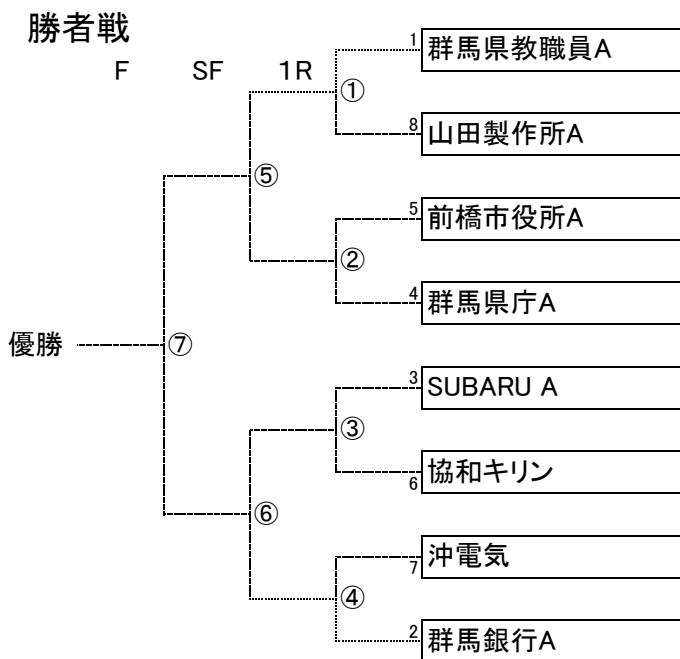 勝者戦
F SF 1R
1 群馬県教職員A
①
8 山田製作所A
⑤
5 前橋市役所A
②
4 群馬県庁A
優勝 ⑦
3 SUBARU A
③
6 協和キリン
⑥
7 沖電気
④
2 群馬銀行A